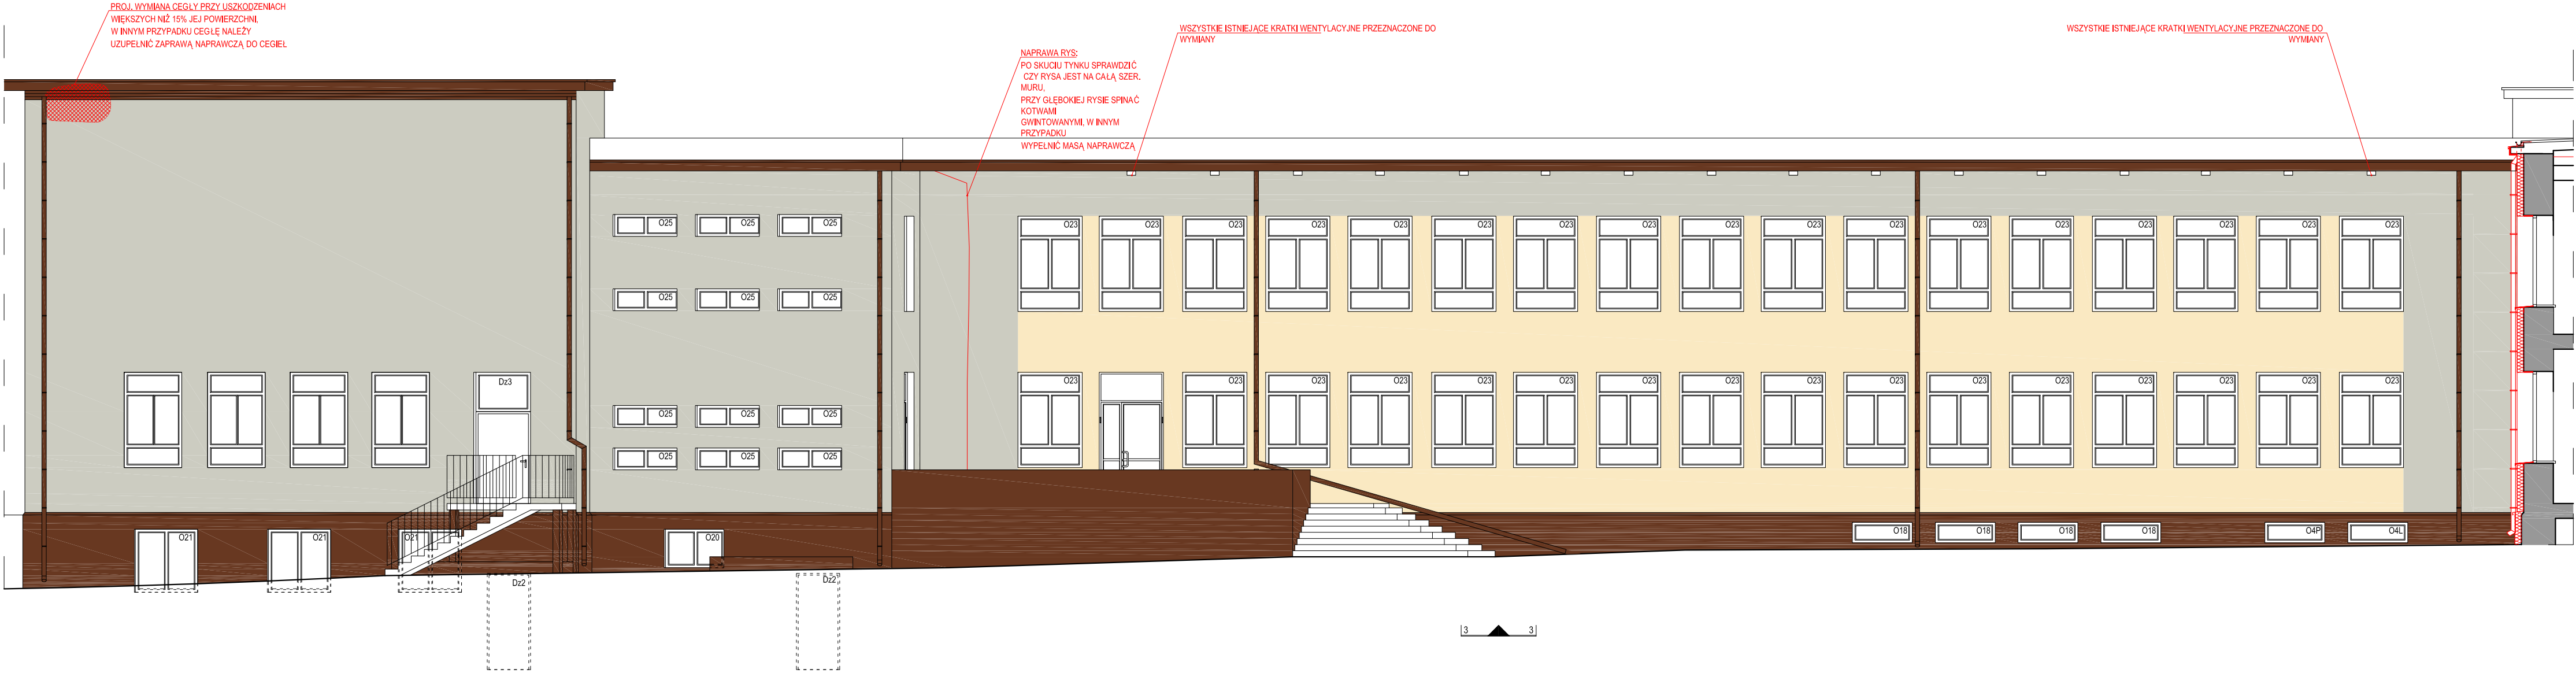 PROJ. WYMIANA CEGŁY PRZY USZKODZENIACH
WIĘKSZYCH NIŻ 15% JEJ POWIERZCHNI,
W INNYM PRZYPADKU CEGŁĘ NALEŻY
UZUPEŁNIĆ ZAPRAWĄ NAPRAWCZĄ DO CEGIEŁ
NAPRAWA RYS:
PO SKUCIU TYNKU SPRAWDZIĆ
CZY RYSA JEST NA CAŁĄ SZER.
MURU,
PRZY GŁĘBOKIEJ RYSIE SPINAĆ
KOTWAMI
GWINTOWANYMI, W INNYM
PRZYPADKU
WYPEŁNIĆ MASĄ NAPRAWCZĄ
WSZYSTKIE ISTNIEJĄCE KRATKI WENTYLACYJNE PRZEZNACZONE DO
WYMIANY
WSZYSTKIE ISTNIEJĄCE KRATKI WENTYLACYJNE PRZEZNACZONE DO
WYMIANY
O25 O25 O25
O23 O23 O23 O23 O23 O23 O23 O23 O23 O23 O23 O23 O23 O23 O23 O23 O23
O25 O25 O25
Dz3
O23 O23 O23 O23 O23 O23 O23 O23 O23 O23 O23 O23 O23 O23 O23 O23
O25 O25 O25
O25 O25 O25
O21 O21 O21 O20
O18 O18 O18 O18 O4P O4L
Dz2 Dz2
3 3